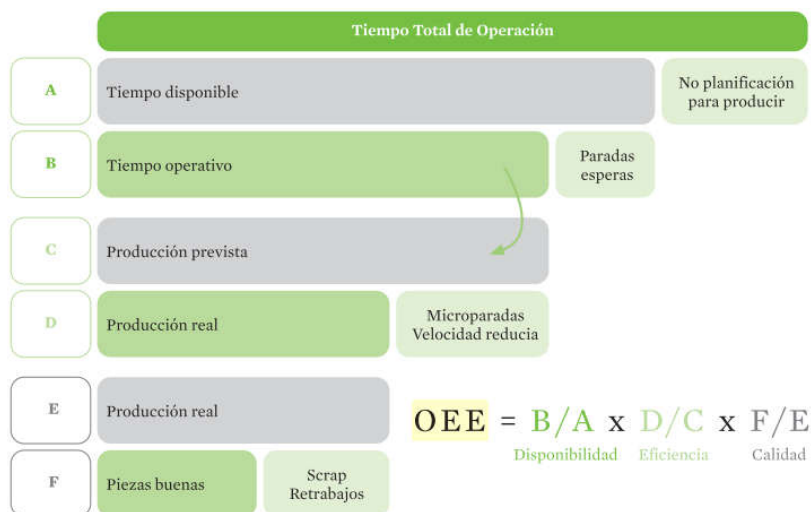 Tiempo Total de Operación
A
Tiempo disponible
No planificación
para producir
B
Tiempo operativo
Paradas
esperas
C
Producción prevista
D
Producción real
Microparadas
Velocidad reducia
E
Producción real
OEE = B/A x D/C x F/E
Disponibilidad Eficiencia Calidad
F
Piezas buenas
Scrap
Retrabajos